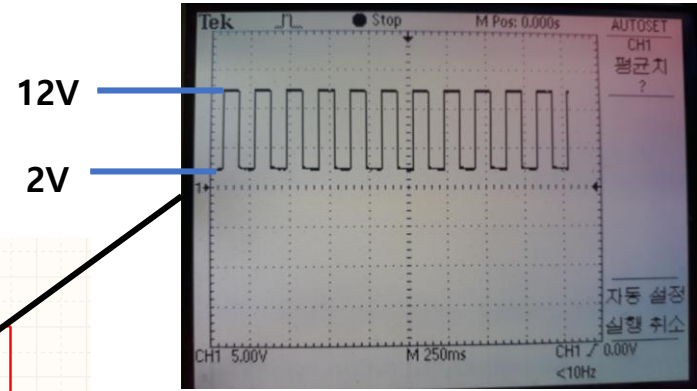 12V
2V
Tek
Stop
M Pos: 0.000s
AUTOSET
CH1
평균치
?
1
자동 설정
실행 취소
CH1 5.00V
M 250ms
CH1 / 0.00V
<10Hz